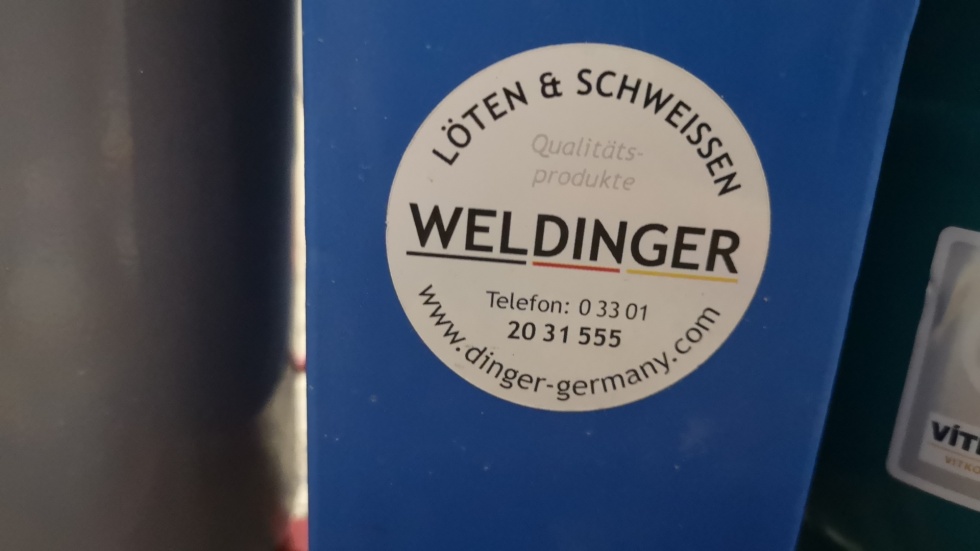 LÖTEN & SCHWEISSEN
Qualitäts-
produkte
WELDINGER
Telefon: 0 33 01
20 31 555
www.dinger-germany.com